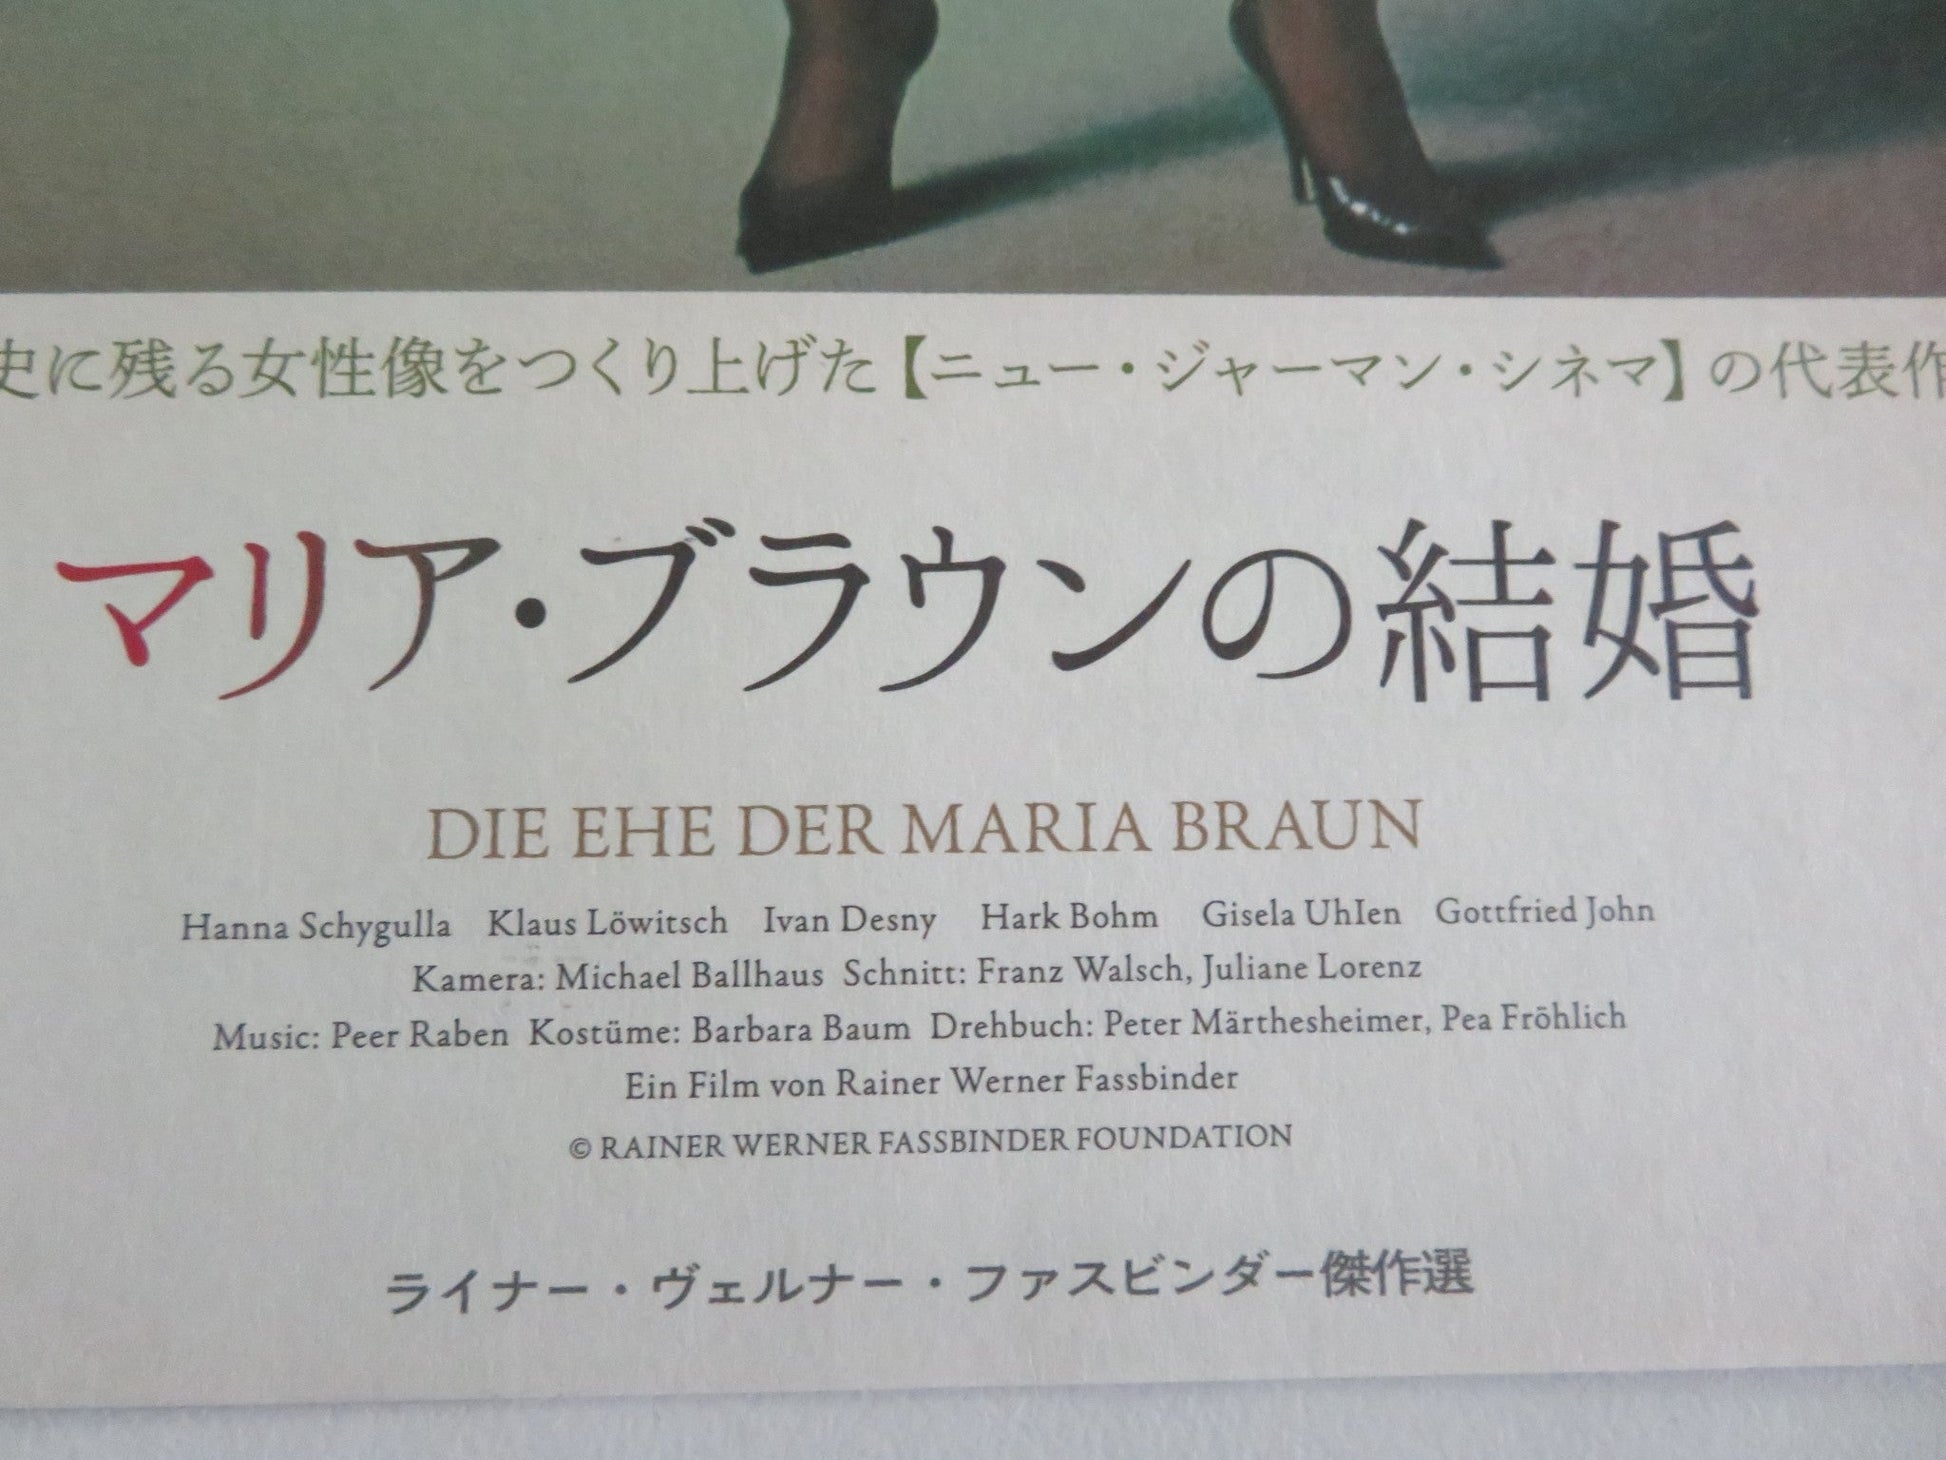 史に残る女性像をつくり上げた【ニュー・ジャーマン・シネマ】の代表作
マリア・ブラウンの結婚
DIE EHE DER MARIA BRAUN
Hanna Schygulla Klaus Löwitsch Ivan Desny Hark Bohm Gisela UhIen Gottfried John
Kamera: Michael Ballhaus Schnitt: Franz Walsch, Juliane Lorenz
Music: Peer Raben Kostüme: Barbara Baum Drehbuch: Peter Märthesheimer, Pea Fröhlich
Ein Film von Rainer Werner Fassbinder
© RAINER WERNER FASSBINDER FOUNDATION
ライナー・ヴェルナー・ファスビンダー傑作選